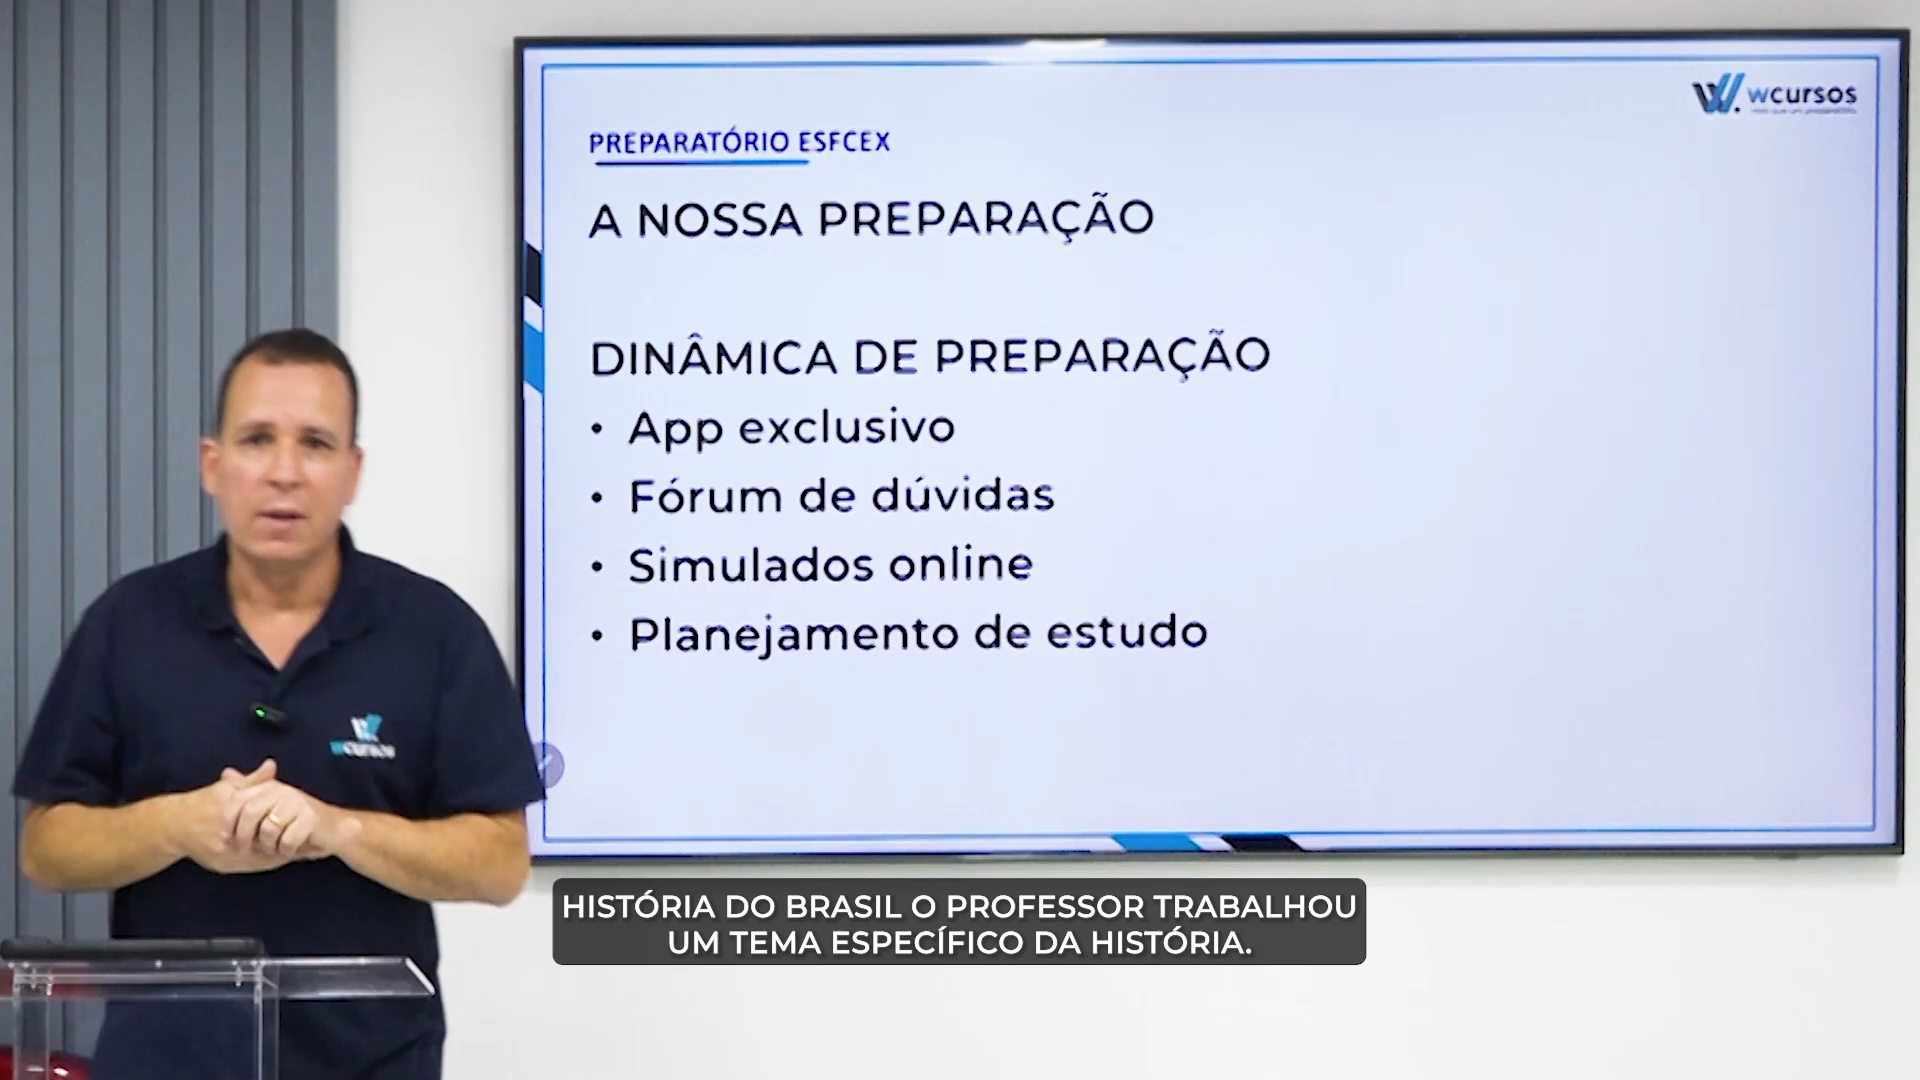 wcursos
PREPARATÓRIO ESFCEX
A NOSSA PREPARAÇÃO
DINÂMICA DE PREPARAÇÃO
• App exclusivo
• Fórum de dúvidas
• Simulados online
• Planejamento de estudo
wcursos
HISTÓRIA DO BRASIL O PROFESSOR TRABALHOU
UM TEMA ESPECÍFICO DA HISTÓRIA.